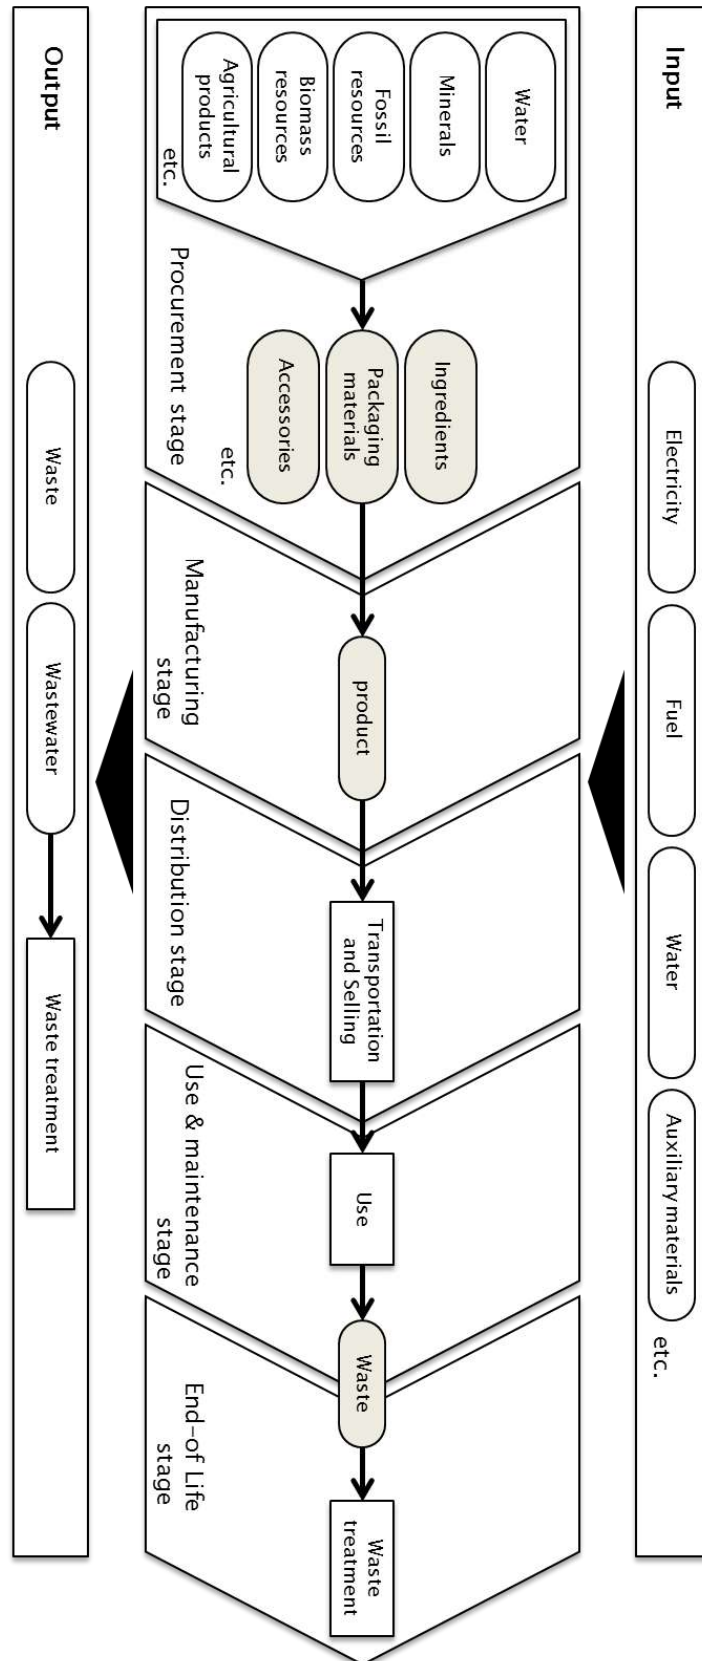 Input
Electricity
Fuel
Water
Auxiliary materials
etc.
Water
Minerals
Fossil
resources
Biomass
resources
Agricultural
products
etc.
Ingredients
Packaging
materials
Accessories
etc.
Procurement stage
product
Manufacturing
stage
Transportation
and Selling
Distribution stage
Use
Use & maintenance
stage
Waste
Waste
treatment
End-of Life
stage
Output
Waste
Wastewater
Waste treatment